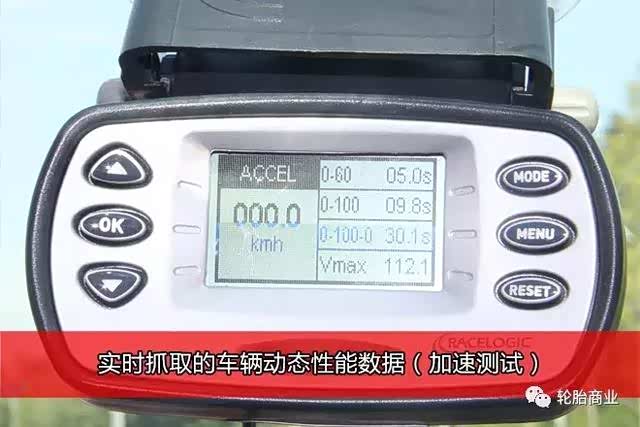 ACCEL
000.0
kmh
0-60 05.0s
0-100 09.8s
0-100-0 30.1s
Vmax 112.1
OK
MODE
MENU
RESET
RACELOGIC
实时抓取的车辆动态性能数据（加速测试）
轮胎商业